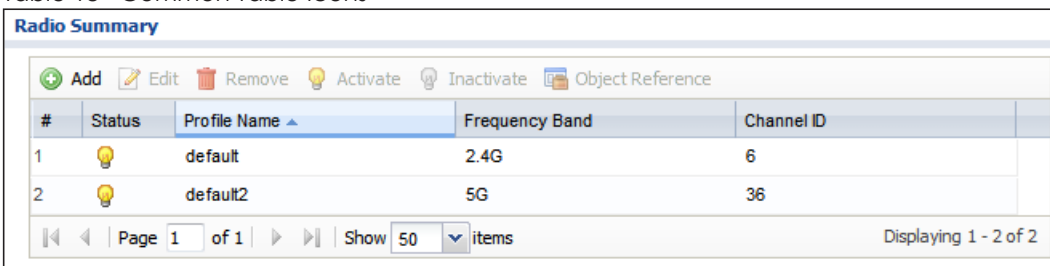 Radio Summary
Add Edit Remove Activate Inactivate Object Reference
# Status Profile Name Frequency Band Channel ID
1 default 2.4G 6
2 default2 5G 36
Page 1 of 1 Show 50 items Displaying 1 - 2 of 2